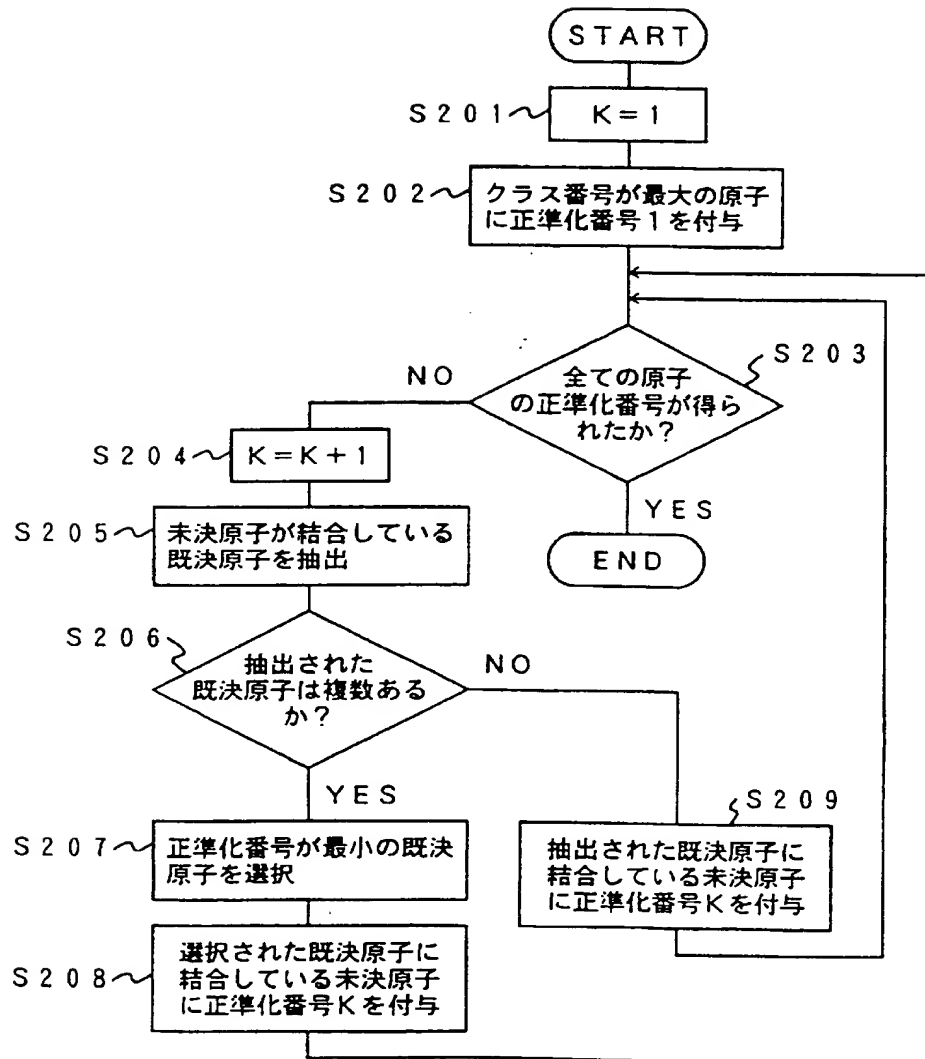 START
S201
K=1
S202
クラス番号が最大の原子
に正準化番号1を付与
S203
全ての原子
の正準化番号が得ら
れたか?
NO
YES
END
S204
K=K+1
S205
未決原子が結合している
既決原子を抽出
S206
抽出された
既決原子は複数ある
か?
NO
YES
S207
正準化番号が最小の既決
原子を選択
S208
選択された既決原子に
結合している未決原子
に正準化番号Kを付与
S209
抽出された既決原子に
結合している未決原子
に正準化番号Kを付与